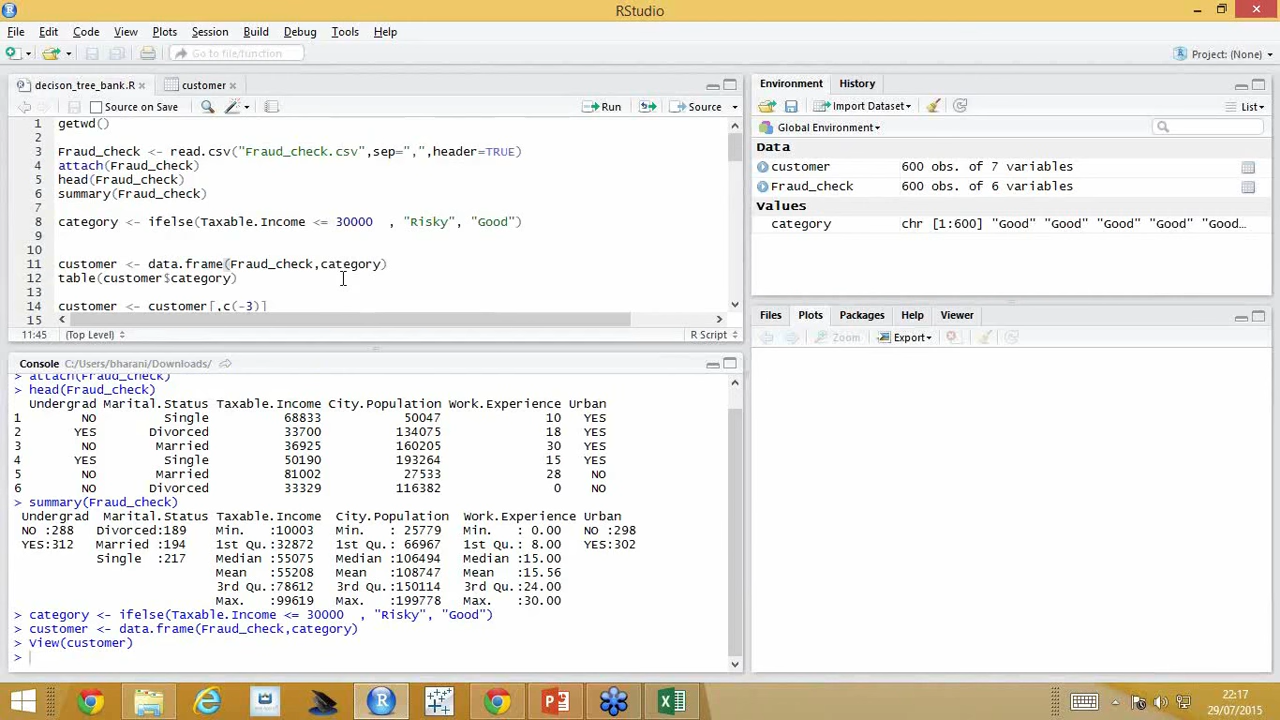 RStudio
File Edit Code View Plots Session Build Debug Tools Help
Go to file/function
Project: (None)
decison_tree_bank.R
customer
Source on Save
Run
Source
1 getwd()
2
3 Fraud_check <- read.csv("Fraud_check.csv",sep=",",header=TRUE)
4 attach(Fraud_check)
5 head(Fraud_check)
6 summary(Fraud_check)
7
8 category <- ifelse(Taxable.Income <= 30000  , "Risky", "Good")
9
10
11 customer <- data.frame(Fraud_check,category)
12 table(customer$category)
13
14 customer <- customer[,c(-3)]
15
11:45 (Top Level) R Script
Console C:/Users/bharani/Downloads/
> attach(Fraud_check)
> head(Fraud_check)
Undergrad Marital.Status Taxable.Income City.Population Work.Experience Urban
1 NO Single 68833 50047 10 YES
2 YES Divorced 33700 134075 18 YES
3 NO Married 36925 160205 30 YES
4 YES Single 50190 193264 15 YES
5 NO Married 81002 27533 28 NO
6 NO Divorced 33329 116382 0 NO
> summary(Fraud_check)
Undergrad Marital.Status Taxable.Income City.Population Work.Experience Urban
NO :288 Divorced:189 Min. :10003 Min. : 25779 Min. : 0.00 NO :298
YES:312 Married :194 1st Qu.:32872 1st Qu.: 66967 1st Qu.: 8.00 YES:302
Single :217 Median :55075 Median :106494 Median :15.00
Mean :55208 Mean :108747 Mean :15.56
3rd Qu.:78612 3rd Qu.:150114 3rd Qu.:24.00
Max. :99619 Max. :199778 Max. :30.00
> category <- ifelse(Taxable.Income <= 30000  , "Risky", "Good")
> customer <- data.frame(Fraud_check,category)
> View(customer)
>
Environment History
Import Dataset
List
Global Environment
Data
customer 600 obs. of 7 variables
Fraud_check 600 obs. of 6 variables
Values
category chr [1:600] "Good" "Good" "Good" "Good" "Good…
Files Plots Packages Help Viewer
Zoom Export
22:17
29/07/2015